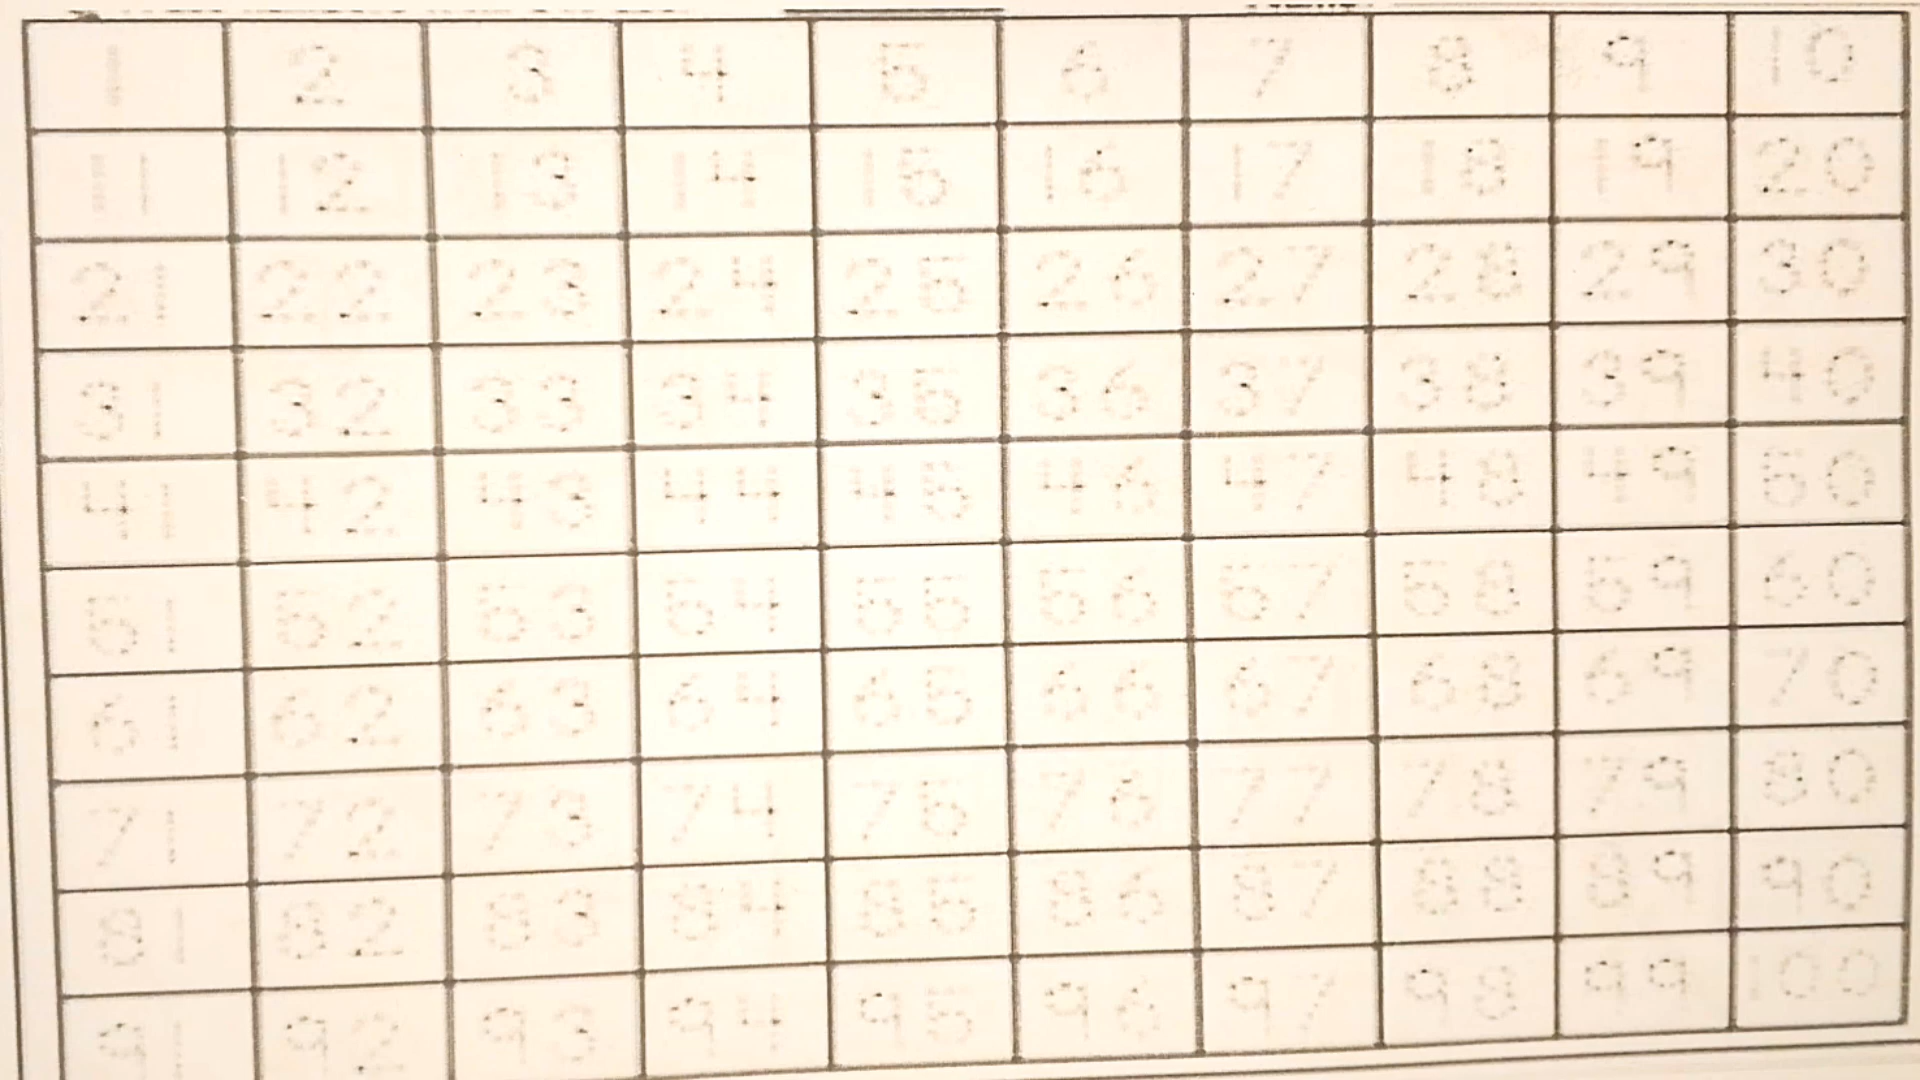 1 2 3 4 5 6 7 8 9 10
11 12 13 14 15 16 17 18 19 20
21 22 23 24 25 26 27 28 29 30
31 32 33 34 35 36 37 38 39 40
41 42 43 44 45 46 47 48 49 50
51 52 53 54 55 56 57 58 59 60
61 62 63 64 65 66 67 68 69 70
71 72 73 74 75 76 77 78 79 80
81 82 83 84 85 86 87 88 89 90
91 92 93 94 95 96 97 98 99 100